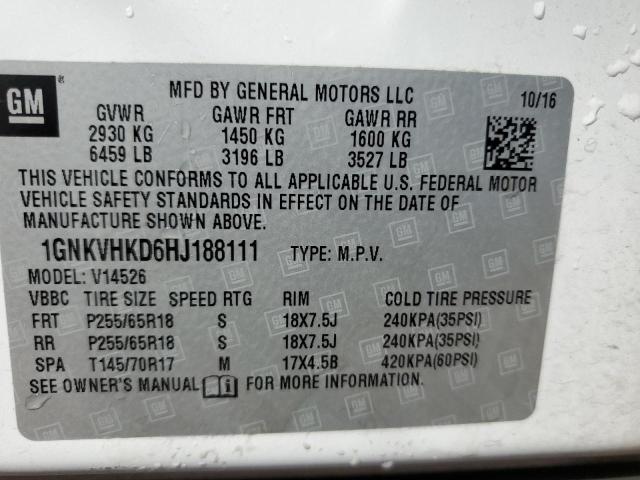 GM ®
MFD BY GENERAL MOTORS LLC 10/16
GVWR GAWR FRT GAWR RR
2930 KG 1450 KG 1600 KG
6459 LB 3196 LB 3527 LB
THIS VEHICLE CONFORMS TO ALL APPLICABLE U.S. FEDERAL MOTOR
VEHICLE SAFETY STANDARDS IN EFFECT ON THE DATE OF
MANUFACTURE SHOWN ABOVE.
1GNKVHKD6HJ188111 TYPE: M.P.V.
MODEL: V14526
VBBC TIRE SIZE SPEED RTG RIM COLD TIRE PRESSURE
FRT P255/65R18 S 18X7.5J 240KPA(35PSI)
RR P255/65R18 S 18X7.5J 240KPA(35PSI)
SPA T145/70R17 M 17X4.5B 420KPA(60PSI)
SEE OWNER'S MANUAL FOR MORE INFORMATION.